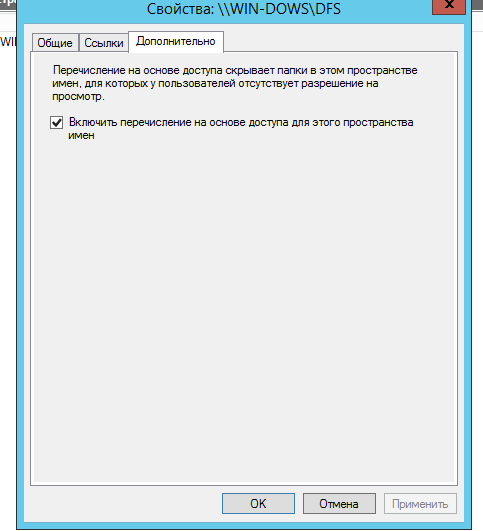 Свойства: \\WIN-DOWS\DFS
x
Общие
Ссылки
Дополнительно
Перечисление на основе доступа скрывает папки в этом пространстве
имен, для которых у пользователей отсутствует разрешение на
просмотр.
Включить перечисление на основе доступа для этого пространства
имен
OK
Отмена
Применить